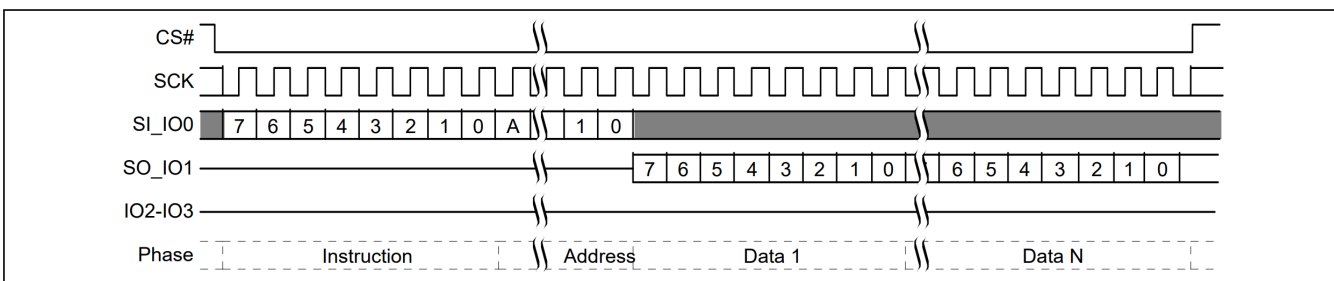 CS#
SCK
SI_IO0 7 6 5 4 3 2 1 0 A 1 0
SO_IO1 7 6 5 4 3 2 1 0 6 5 4 3 2 1 0
IO2-IO3
Phase Instruction Address Data 1 Data N